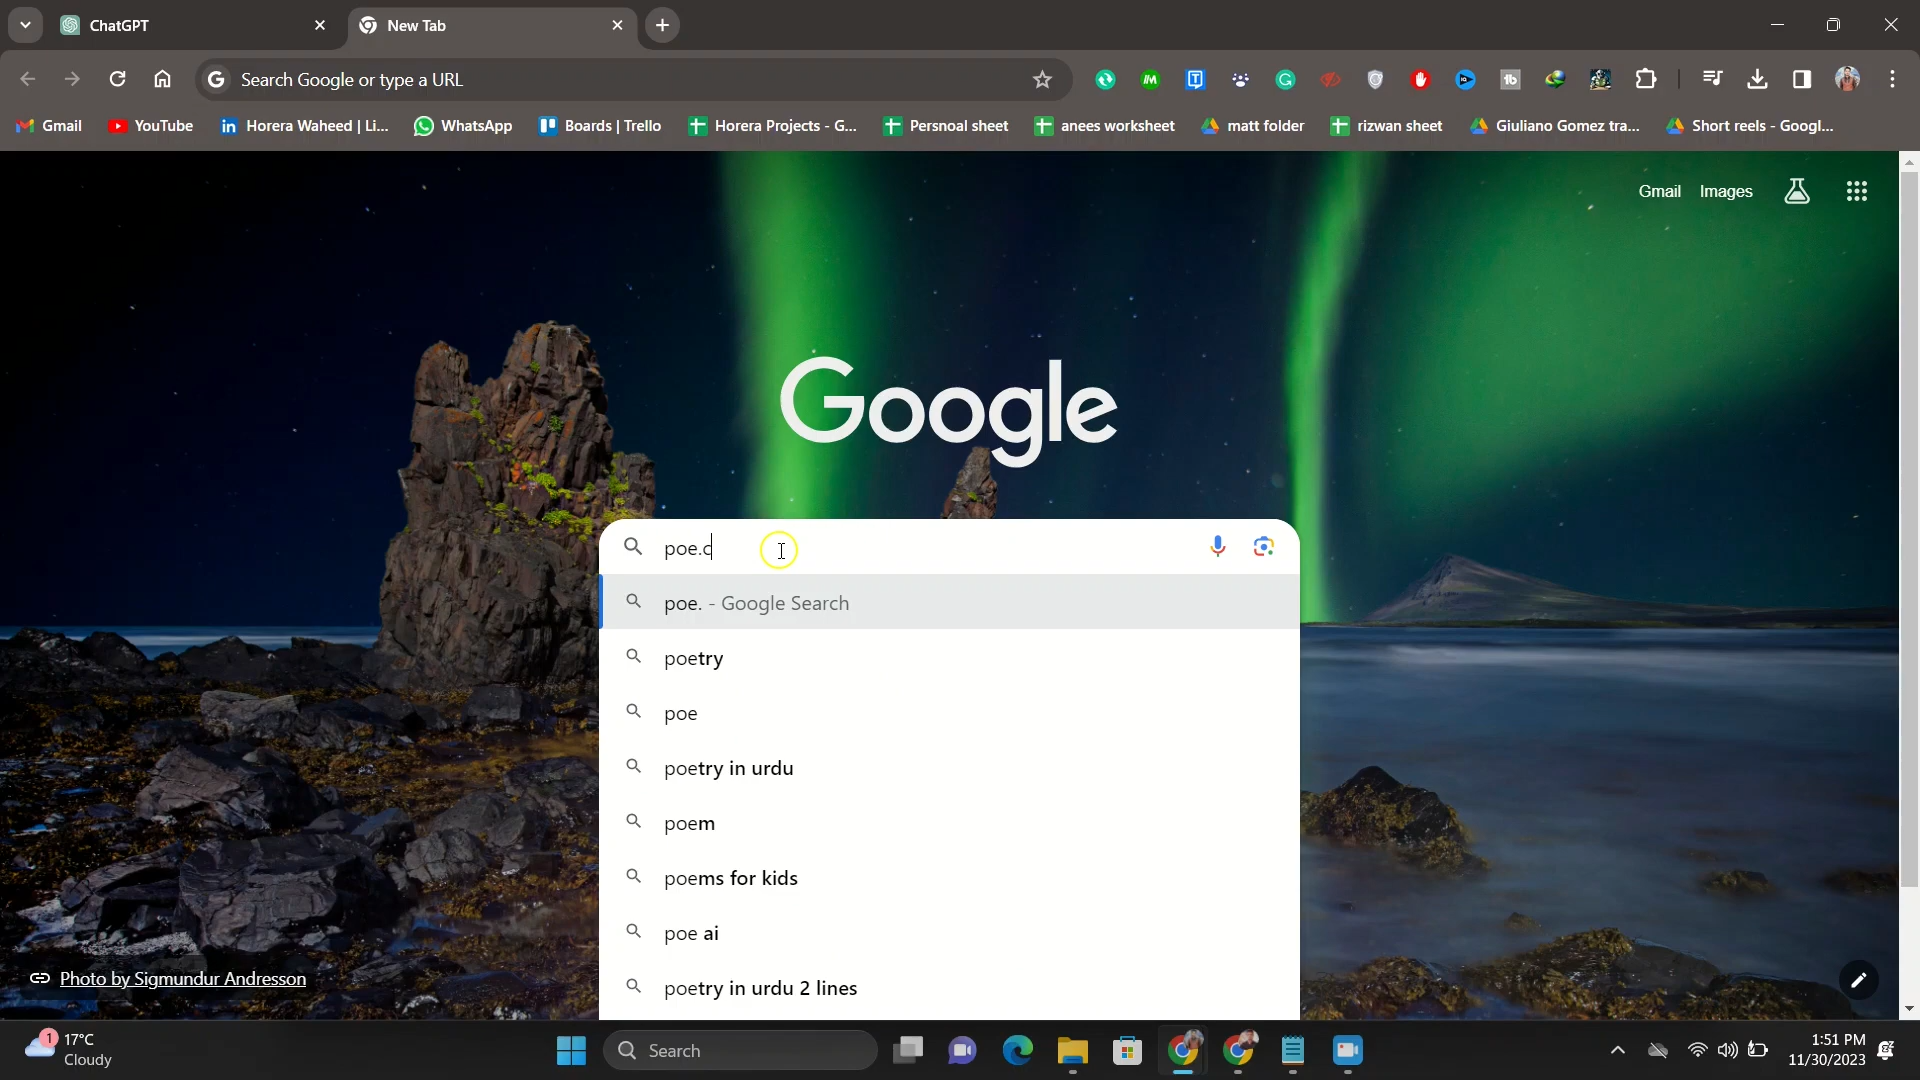 ChatGPT
New Tab
Search Google or type a URL
Gmail
YouTube
Horera Waheed | Li...
WhatsApp
Boards | Trello
Horera Projects - G...
Persnoal sheet
anees worksheet
matt folder
rizwan sheet
Giuliano Gomez tra...
Short reels - Googl...
Gmail Images
Google
poe.c
poe. - Google Search
poetry
poe
poetry in urdu
poem
poems for kids
poe ai
poetry in urdu 2 lines
Photo by Sigmundur Andresson
1
17°C
Cloudy
Search
1:51 PM
11/30/2023